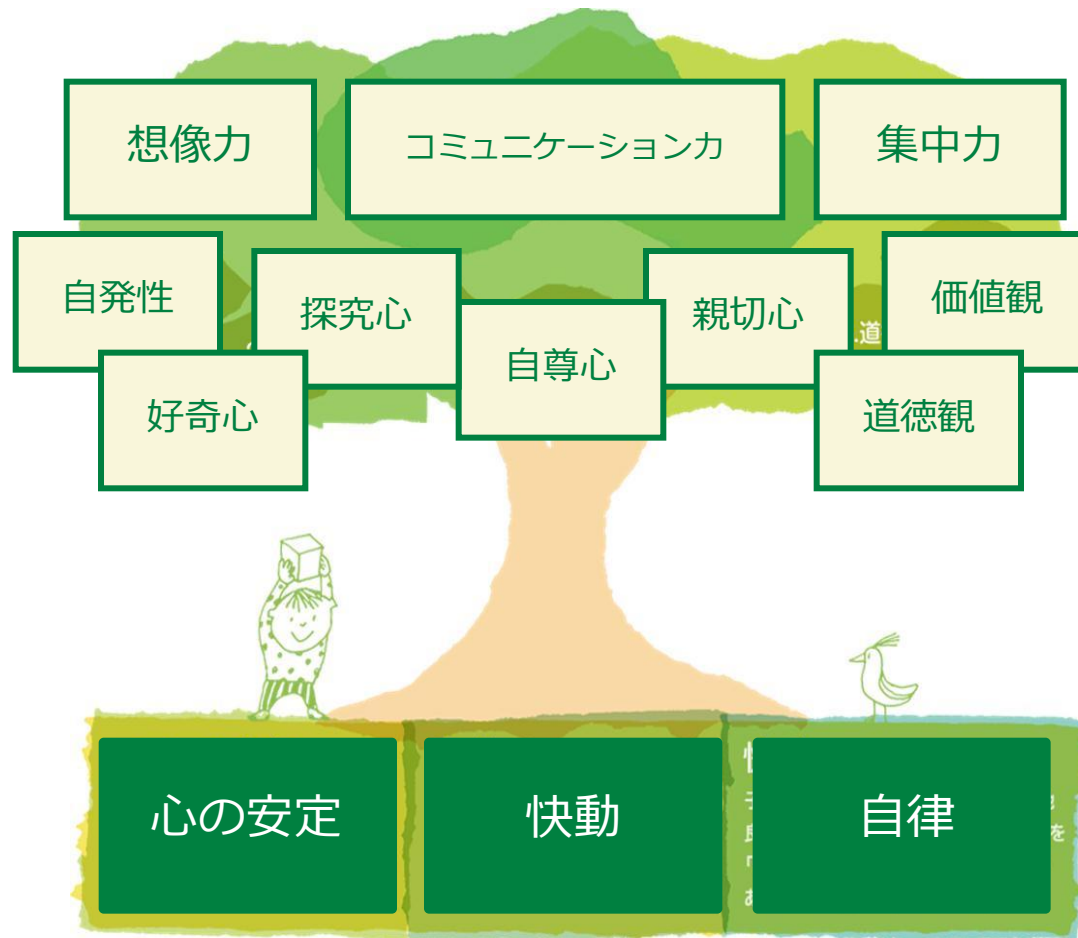 想像力
コミュニケーション力
集中力
自発性
探究心
自尊心
親切心
価値観
好奇心
道徳観
.道
心の安定
快動
自律
を